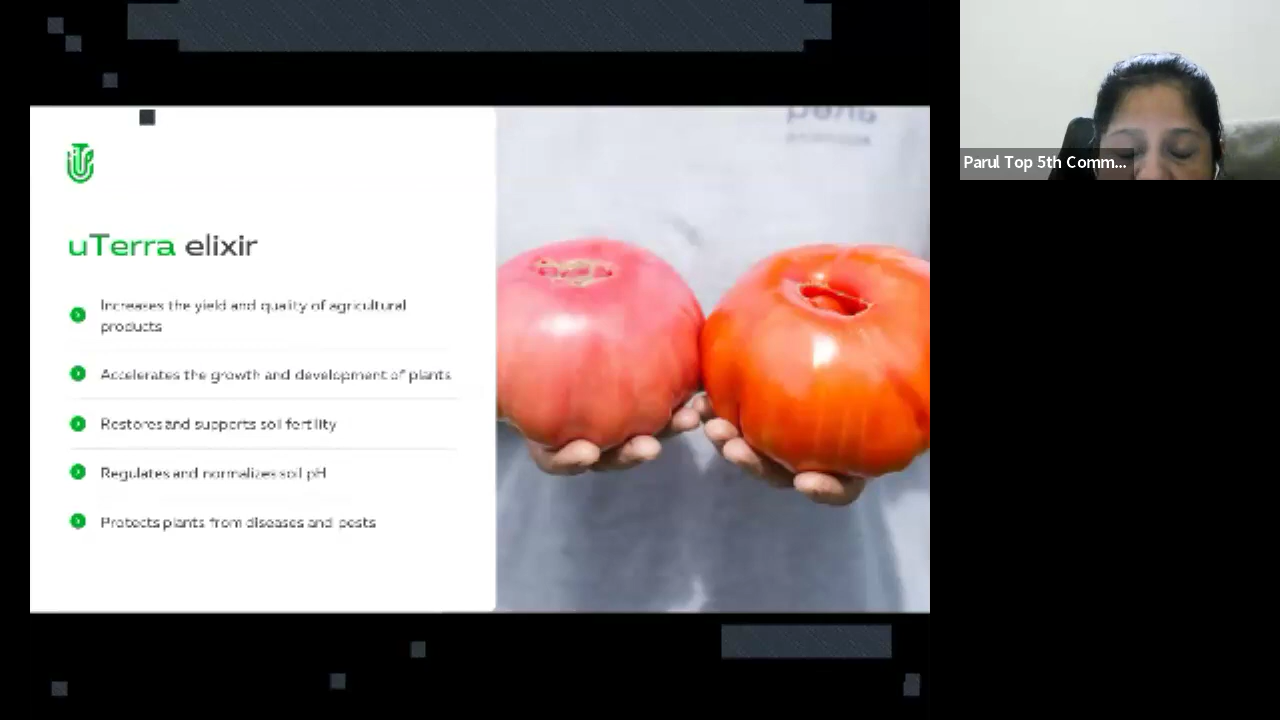 uTerra elixir
Increases the yield and quality of agricultural
products
Accelerates the growth and development of plants
Restores and supports soil fertility
Regulates and normalizes soil pH
Protects plants from diseases and pests
Parul Top 5th Comm...